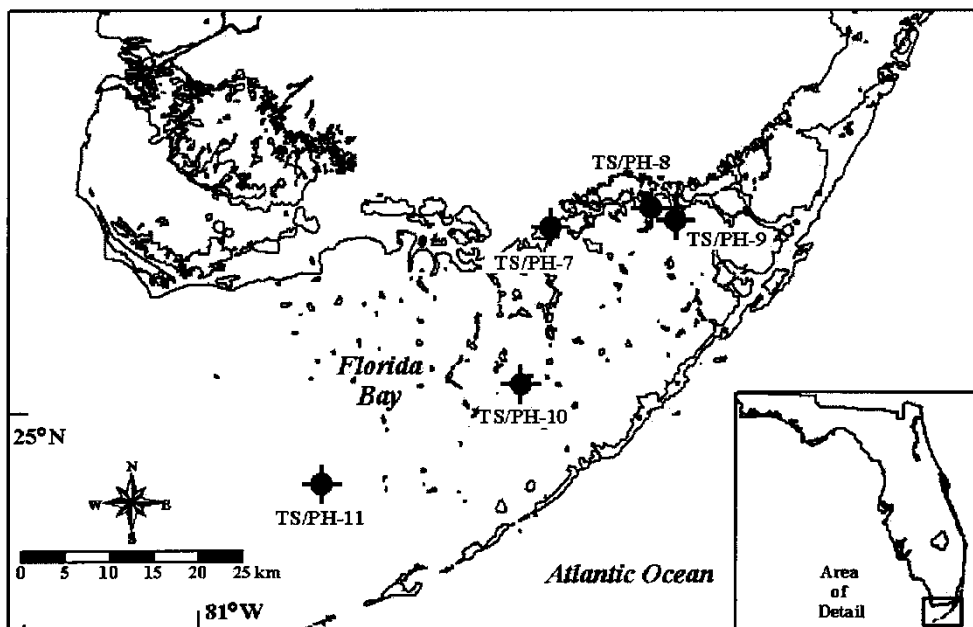 TS/PH-8
TS/PH-9
TS/PH-7
Florida
Bay
TS/PH-10
25°N
N
W
E
S
TS/PH-11
0 5 10 20 25 km
Atlantic Ocean
81°W
Area
of
Detail